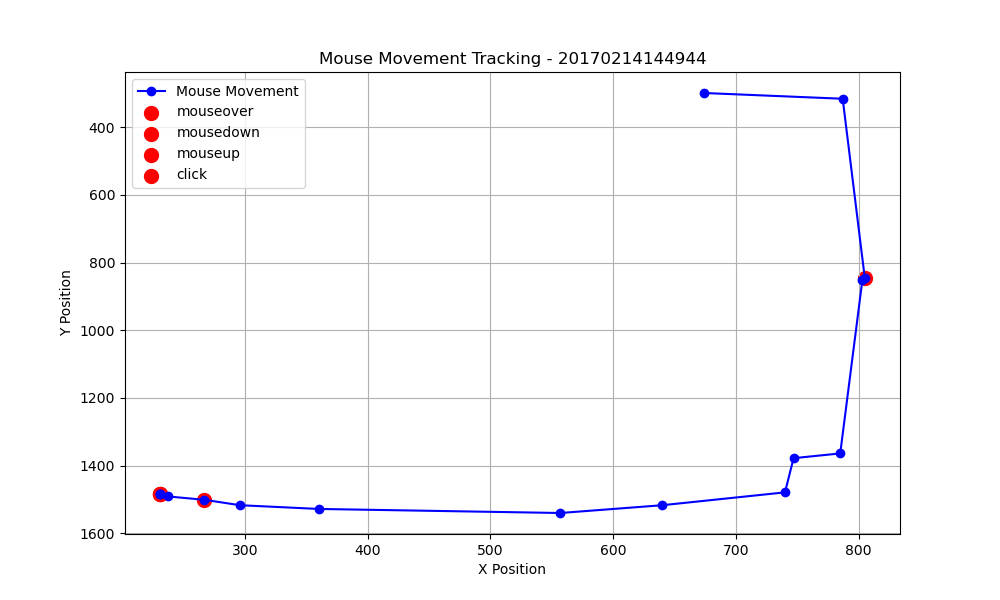 Mouse Movement Tracking - 20170214144944
Mouse Movement
mouseover
mousedown
mouseup
click
400
600
800
1000
1200
1400
1600
Y Position
300 400 500 600 700 800
X Position